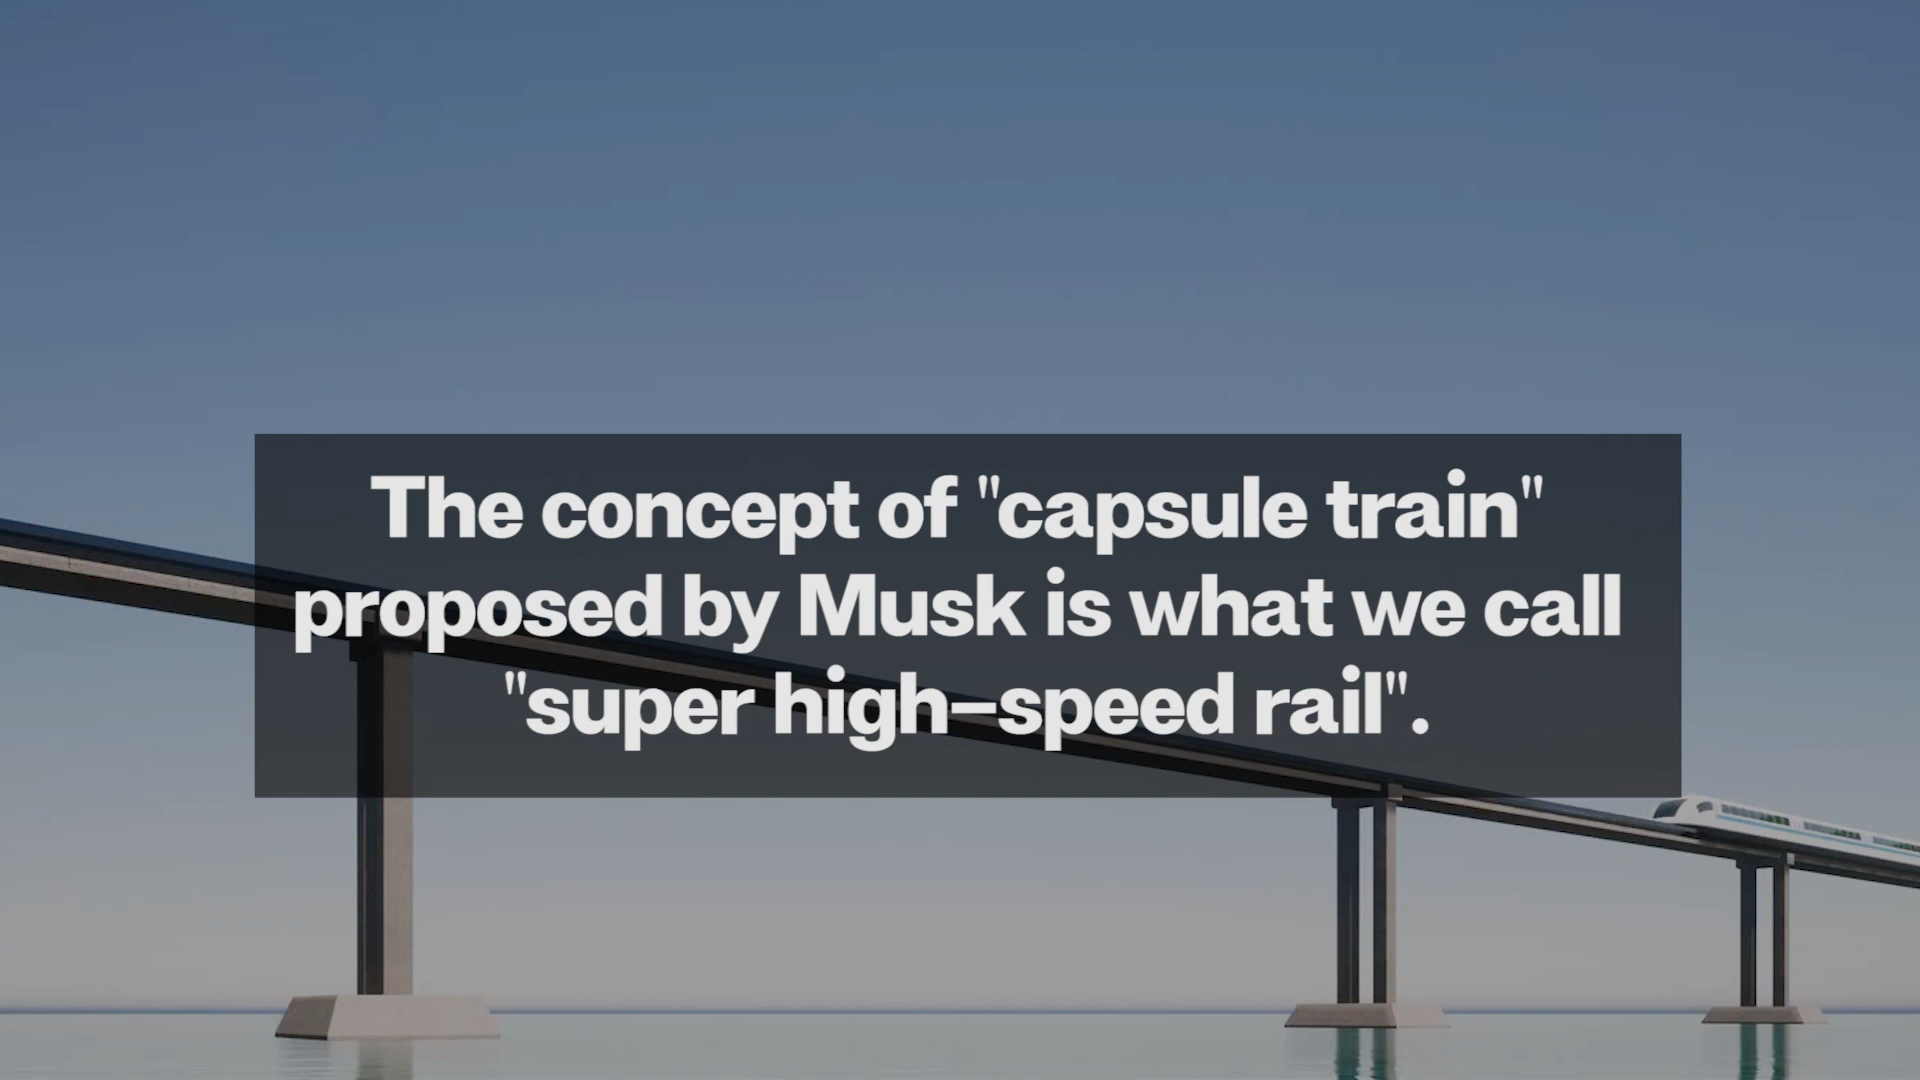 The concept of "capsule train"
proposed by Musk is what we call
"super high-speed rail".